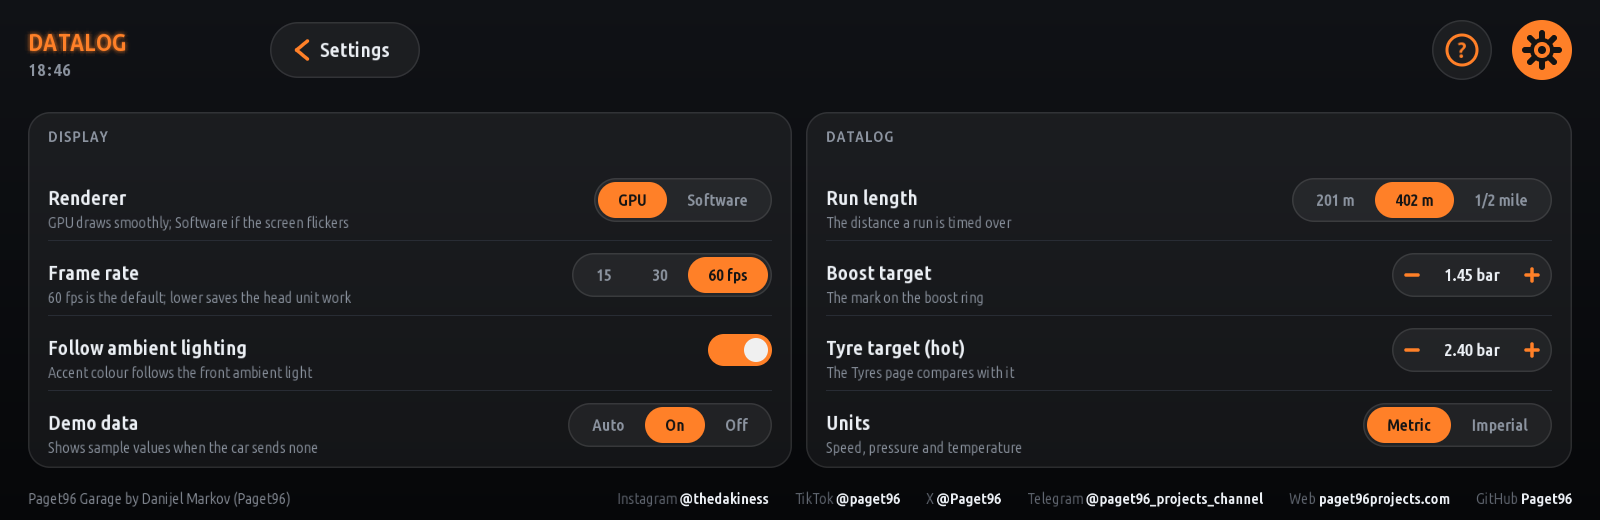 DATALOG
18:46
Settings
?
DISPLAY
Renderer
GPU draws smoothly; Software if the screen flickers
GPU Software
Frame rate
60 fps is the default; lower saves the head unit work
15 30 60 fps
Follow ambient lighting
Accent colour follows the front ambient light
Demo data
Shows sample values when the car sends none
Auto On Off
DATALOG
Run length
The distance a run is timed over
201 m 402 m 1/2 mile
Boost target
The mark on the boost ring
− 1.45 bar +
Tyre target (hot)
The Tyres page compares with it
− 2.40 bar +
Units
Speed, pressure and temperature
Metric Imperial
Paget96 Garage by Danijel Markov (Paget96)
Instagram @thedakiness TikTok @paget96 X @Paget96 Telegram @paget96_projects_channel Web paget96projects.com GitHub Paget96